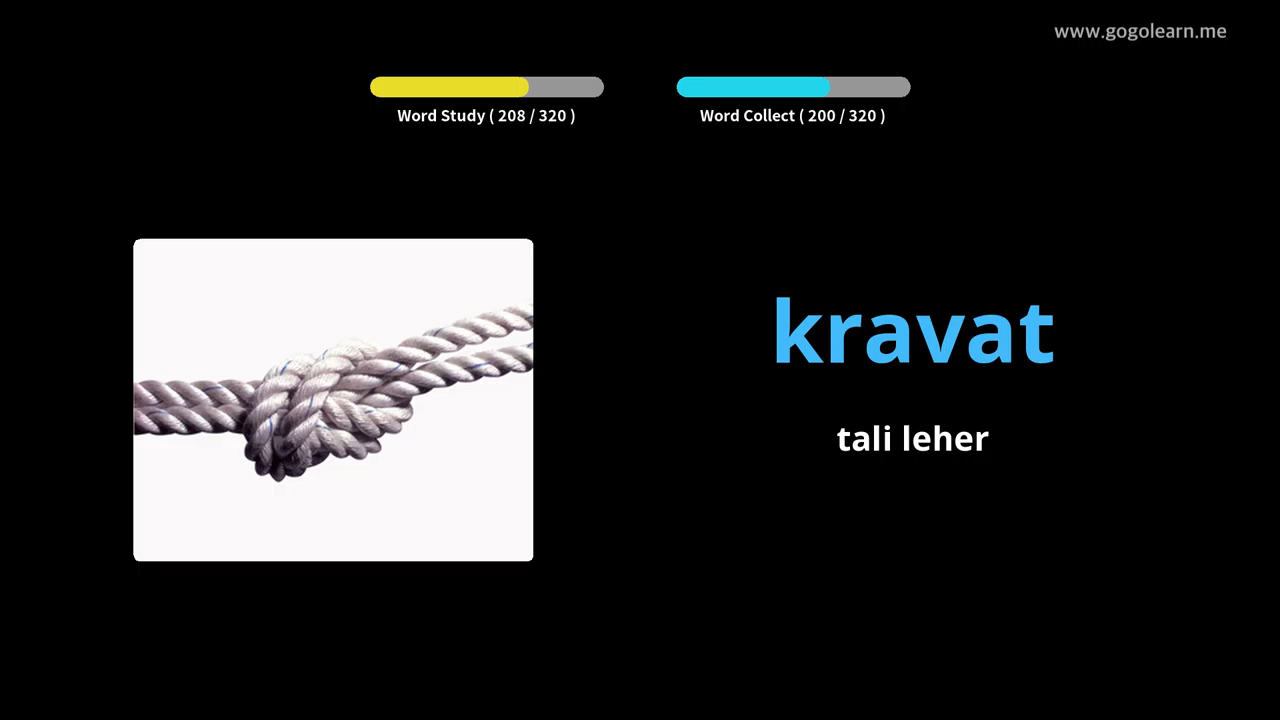 www.gogolearn.me
Word Study ( 208 / 320 )
Word Collect ( 200 / 320 )
kravat
tali leher